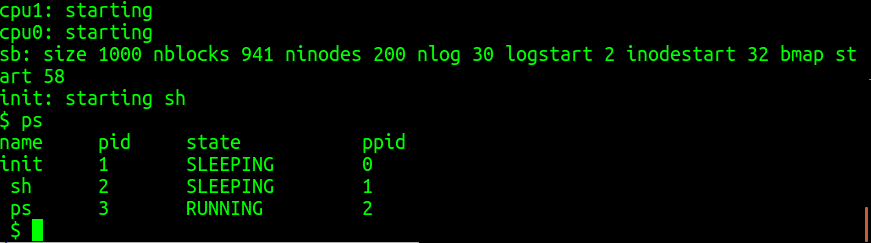 cpu1: starting
cpu0: starting
sb: size 1000 nblocks 941 ninodes 200 nlog 30 logstart 2 inodestart 32 bmap st
art 58
init: starting sh
$ ps
name pid state ppid
init 1 SLEEPING 0
sh 2 SLEEPING 1
ps 3 RUNNING 2
$